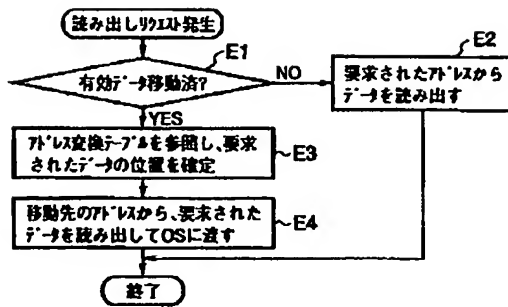 読み出しリクエスト発生
E1
有効データ移動済?
NO
E2
要求されたアドレスから
データを読み出す
YES
アドレス変換テーブルを参照し、要求
されたデータの位置を確定
E3
移動先のアドレスから、要求された
データを読み出してOSに渡す
E4
終了